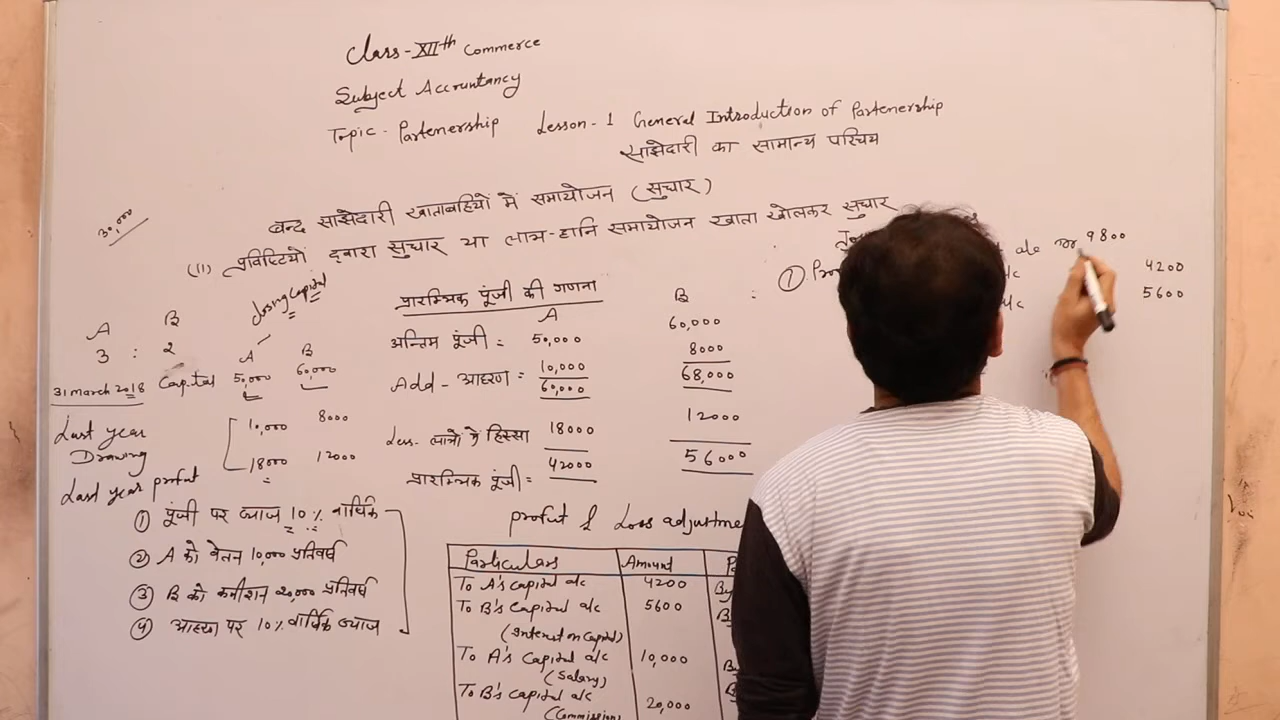 Class-XIIth Commerce
Subject Accountancy
Topic- Partenership Lesson-1 General Introduction of Partenership
साझेदारी का सामान्य परिचय
बन्द साझेदारी खाताबहियों में समायोजन (सुधार)
(ii) प्रविष्टियों द्वारा सुधार या लाभ-हानि समायोजन खाता खोलकर सुधार
30,000
A B
3 : 2
closing capital
A B
31 march 2018 Capital 50,000 60,000
Last year Drawing 10,000 8000
Last year profit 18000 12000
① पूंजी पर ब्याज 10% वार्षिक
② A को वेतन 10,000 प्रतिवर्ष
③ B को कमीशन 20,000 प्रतिवर्ष
④ आहरण पर 10% वार्षिक ब्याज
प्रारम्भिक पूंजी की गणना
A B
अन्तिम पूंजी = 50,000 60,000
Add - आहरण = 10,000 8000
60,000 68,000
Less- लाभों में हिस्सा 18000 12000
प्रारम्भिक पूंजी = 42000 56000
profit & Loss adjustme
Particulars Amount
To A's Capital a/c 4200 By
To B's Capital a/c 5600
(Interest on Capital)
To A's Capital a/c 10,000 By
(Salary)
To B's Capital a/c 20,000
(Commission)
① a/c 9800
4200
5600